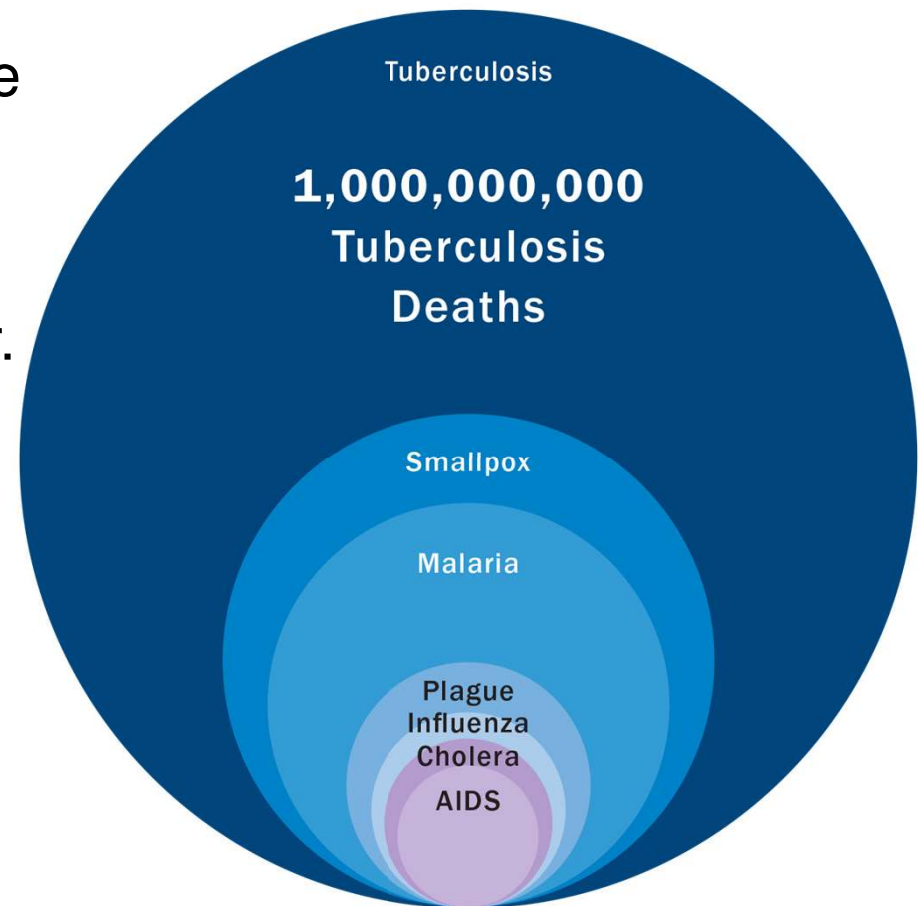 Tuberculosis
1,000,000,000
Tuberculosis
Deaths
Smallpox
Malaria
Plague
Influenza
Cholera
AIDS